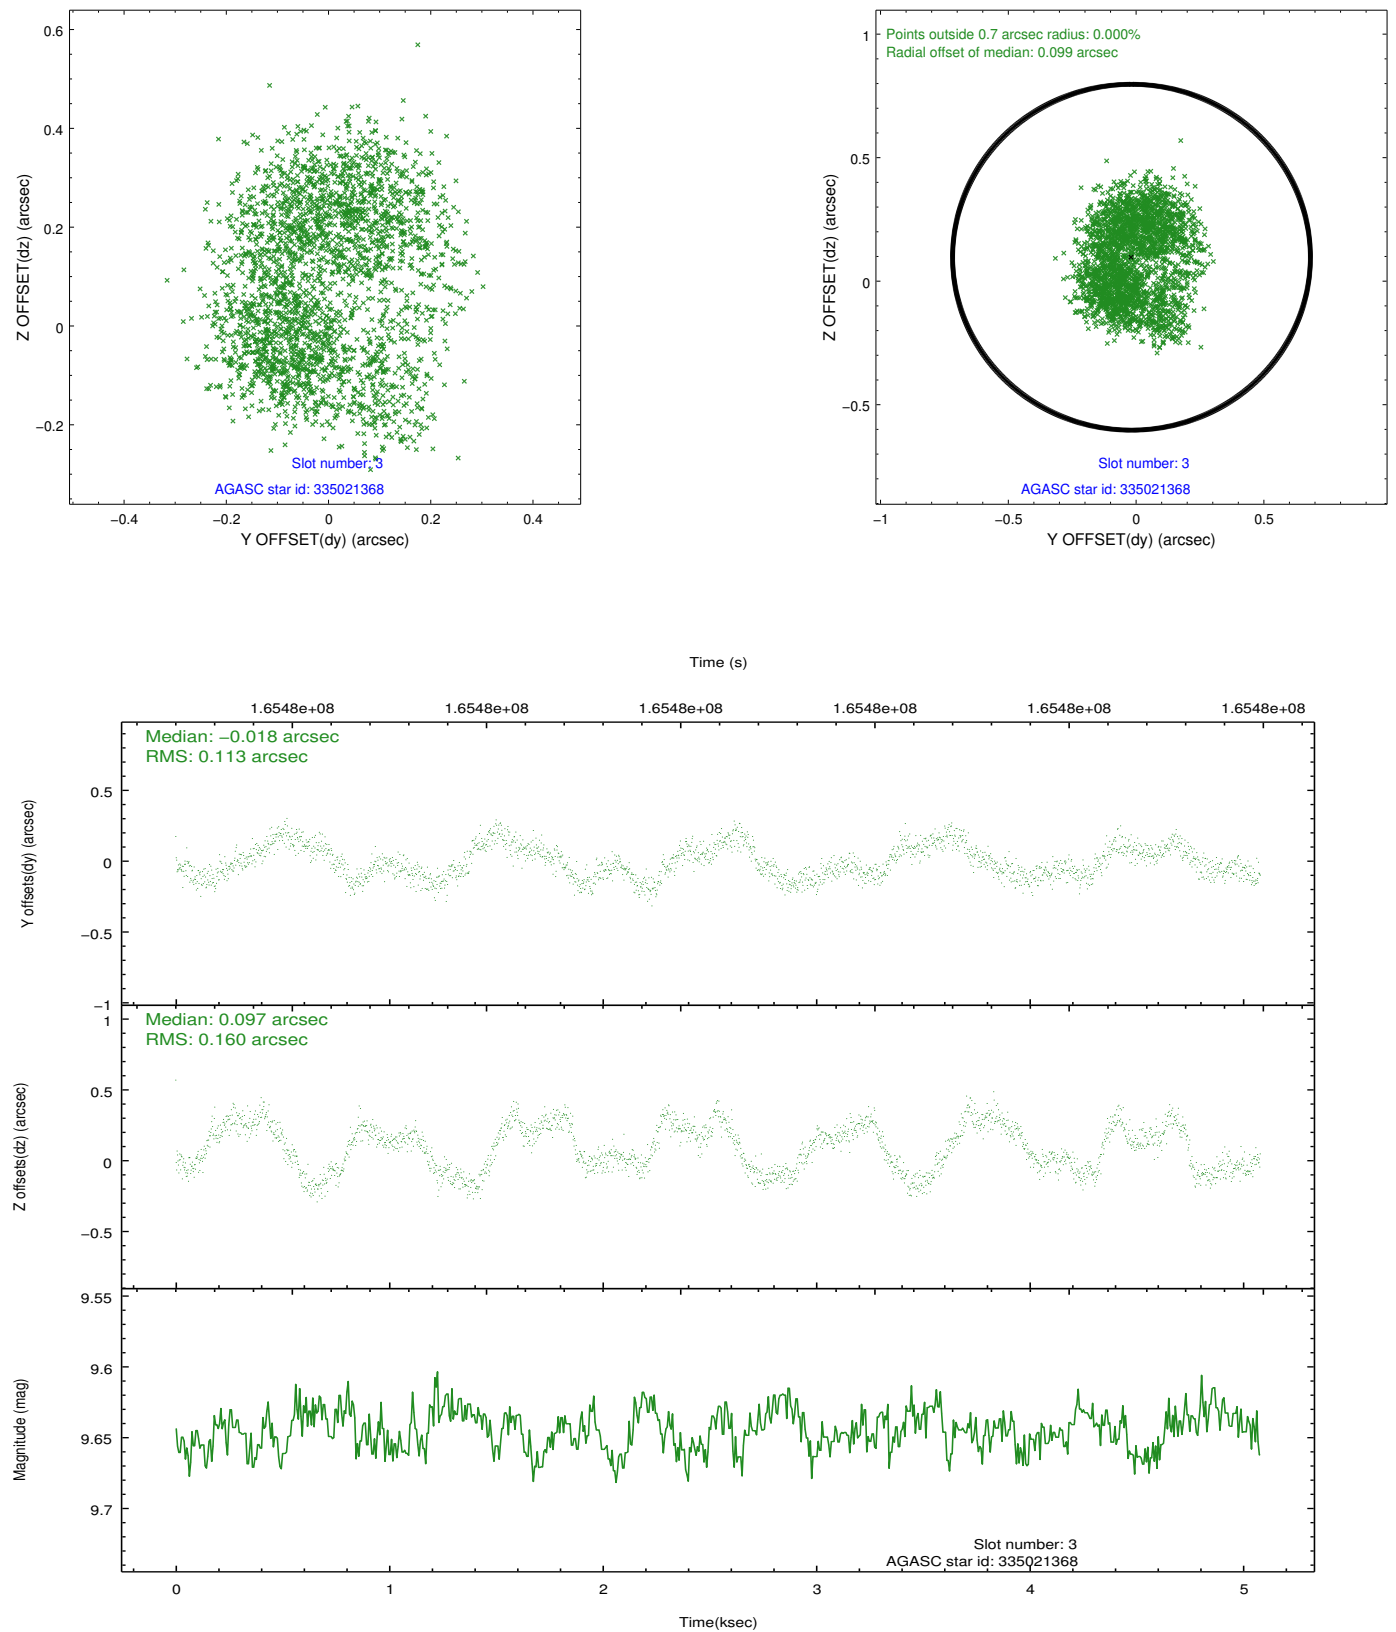 0.6
0.4
0.2
0
−0.2
Z OFFSET(dz) (arcsec)
Slot number: 3
AGASC star id: 335021368
−0.4
−0.2
0
0.2
0.4
Y OFFSET(dy) (arcsec)
Points outside 0.7 arcsec radius: 0.000%
Radial offset of median: 0.099 arcsec
1
0.5
0
−0.5
Z OFFSET(dz) (arcsec)
Slot number: 3
AGASC star id: 335021368
−1
−0.5
0
0.5
Y OFFSET(dy) (arcsec)
Time (s)
1.6548e+08
1.6548e+08
1.6548e+08
1.6548e+08
1.6548e+08
1.6548e+08
Median: −0.018 arcsec
RMS: 0.113 arcsec
0.5
0
−0.5
−1
Y offsets(dy) (arcsec)
Median: 0.097 arcsec
RMS: 0.160 arcsec
1
0.5
0
−0.5
Z offsets(dz) (arcsec)
9.55
9.6
9.65
9.7
Magnitude (mag)
Slot number: 3
AGASC star id: 335021368
0
1
2
3
4
5
Time(ksec)